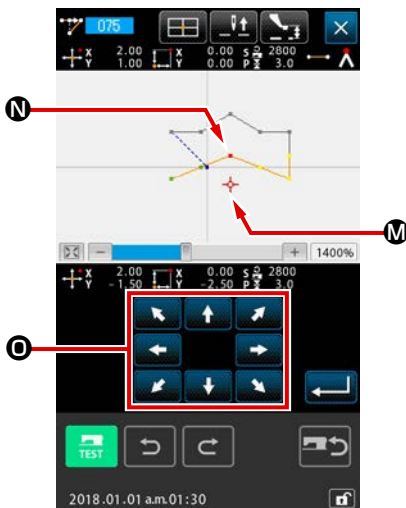 075
X 2.00 X 0.00 S 2800
Y 1.00 Y 0.00 P 3.0
N
M
− + 1400%
X 2.00 X 0.00 S 2800
Y -1.50 Y -2.50 P 3.0
O
TEST
2018.01.01 a.m.01:30